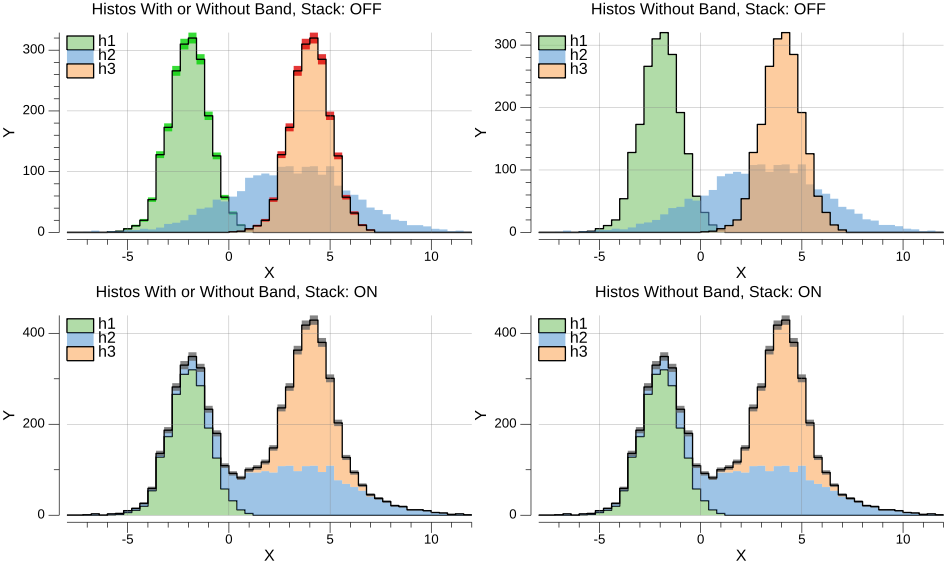 Histos With or Without Band, Stack: OFF
h1
h2
h3
300
200
100
0
Y
-5
0
5
10
X
Histos Without Band, Stack: OFF
h1
h2
h3
300
200
100
0
Y
-5
0
5
10
X
Histos With or Without Band, Stack: ON
h1
h2
h3
400
200
0
Y
-5
0
5
10
X
Histos Without Band, Stack: ON
h1
h2
h3
400
200
0
Y
-5
0
5
10
X